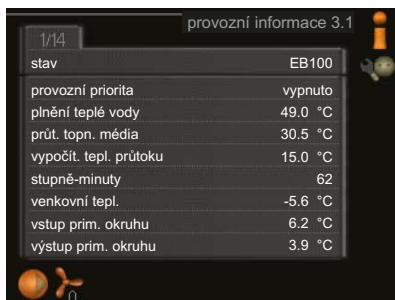 provozní informace 3.1
1/14
stav EB100
provozní priorita vypnuto
plnění teplé vody 49.0 °C
průt. topn. média 30.5 °C
vypočít. tepl. průtoku 15.0 °C
stupně-minuty 62
venkovní tepl. -5.6 °C
vstup prim. okruhu 6.2 °C
výstup prim. okruhu 3.9 °C
0